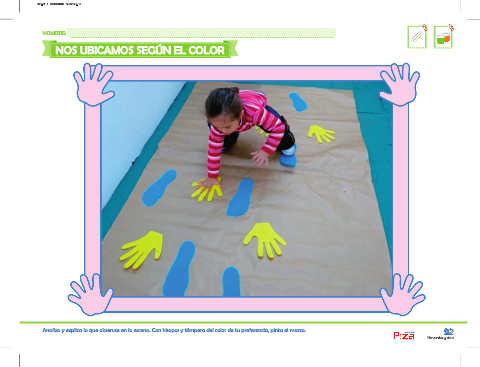 NOMBRE:
NOS UBICAMOS SEGÚN EL COLOR
Analiza y explica lo que observas en la escena. Con hisopo y témpera del color de tu preferencia, pinta el marco.